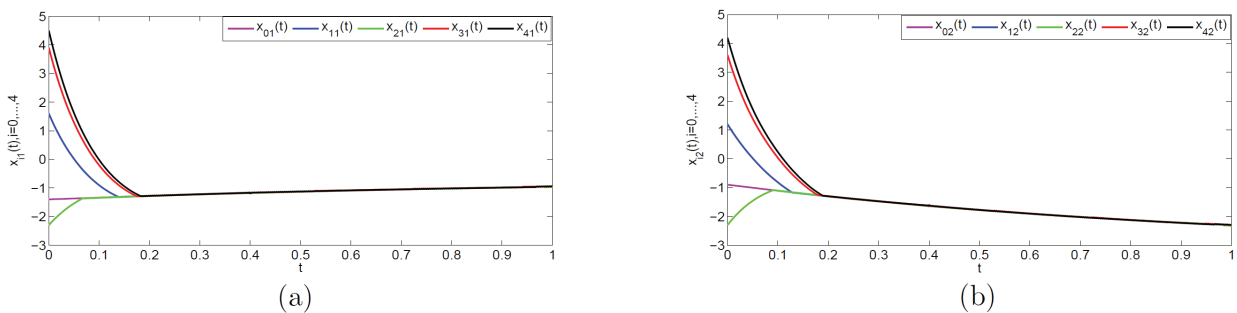 x01(t) x11(t) x21(t) x31(t) x41(t)
5
4
3
2
1
0
−1
−2
−3
xi1(t),i=0,...,4
0 0.1 0.2 0.3 0.4 0.5 0.6 0.7 0.8 0.9 1
t
(a)
x02(t) x12(t) x22(t) x32(t) x42(t)
5
4
3
2
1
0
−1
−2
−3
xi2(t),i=0,...,4
0 0.1 0.2 0.3 0.4 0.5 0.6 0.7 0.8 0.9 1
t
(b)